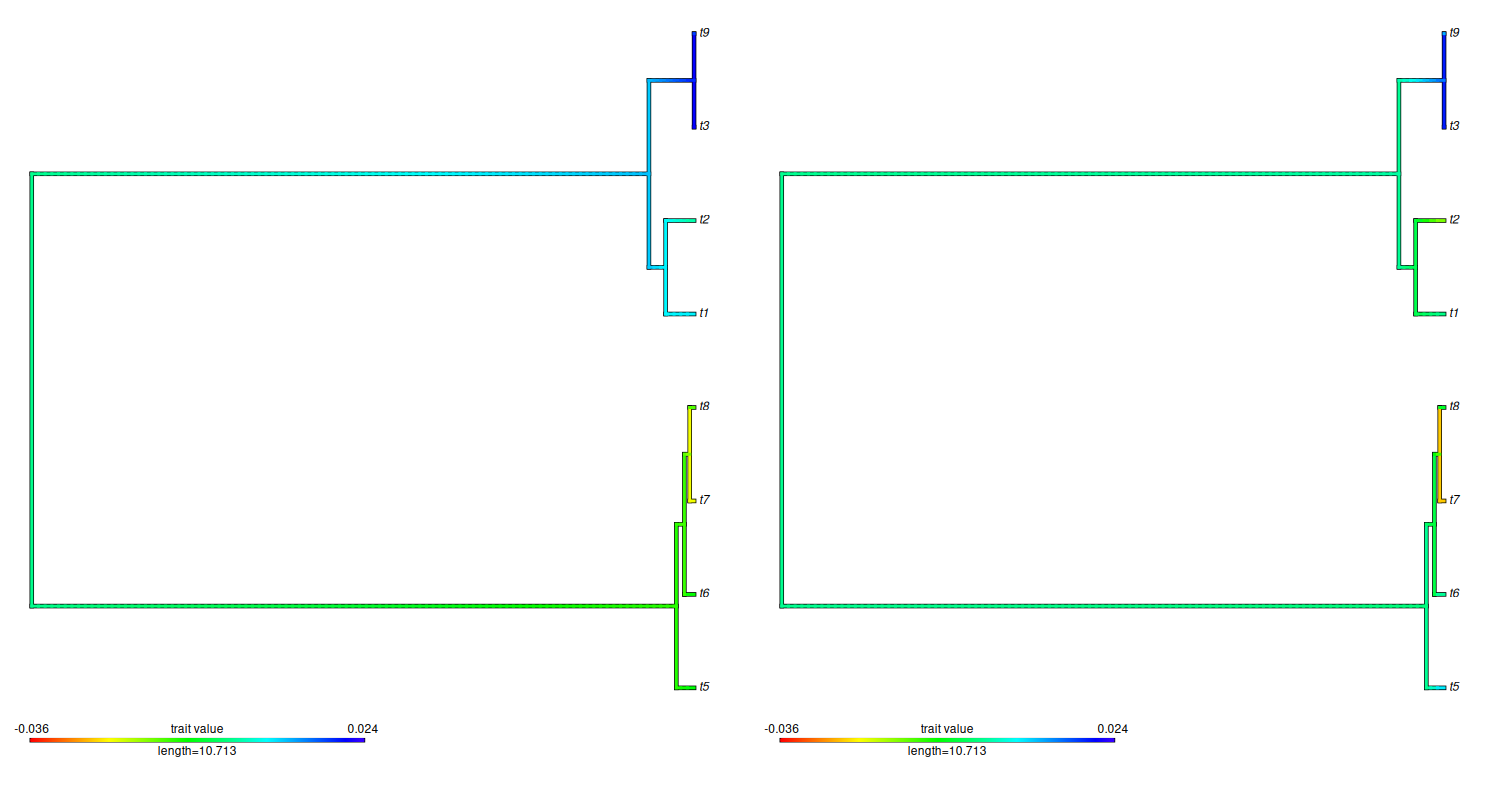 t9
t3
t2
t1
t8
t7
t6
t5
-0.036 trait value 0.024
length=10.713
t9
t3
t2
t1
t8
t7
t6
t5
-0.036 trait value 0.024
length=10.713